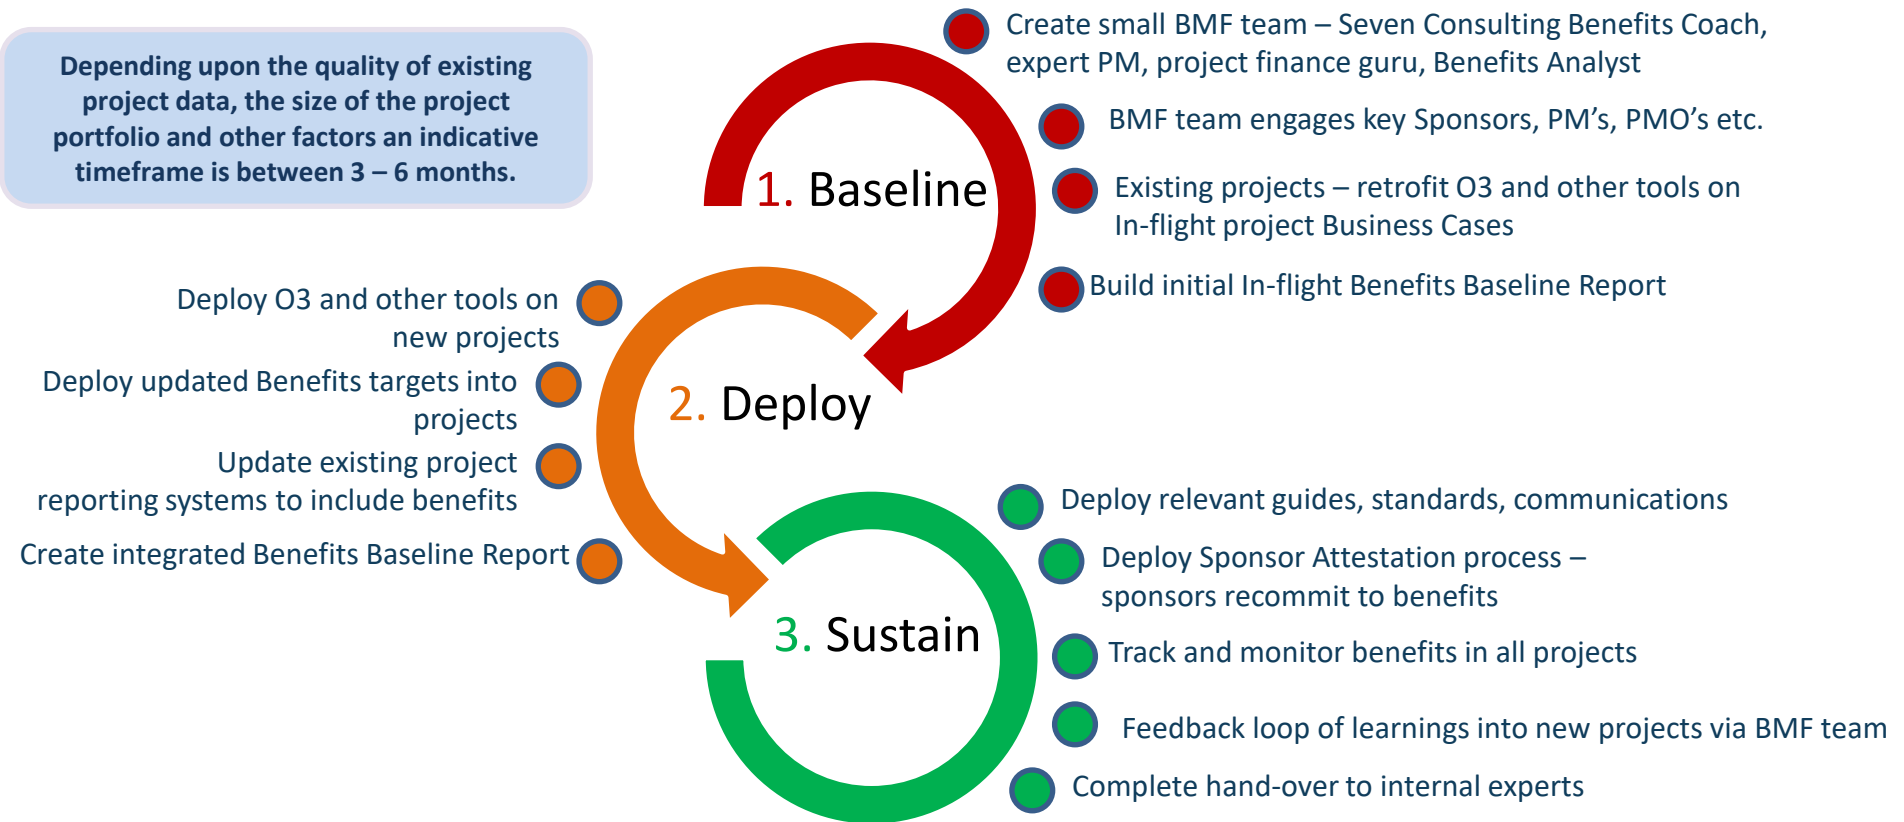 Depending upon the quality of existing
project data, the size of the project
portfolio and other factors an indicative
timeframe is between 3 – 6 months.
1. Baseline
Create small BMF team – Seven Consulting Benefits Coach,
expert PM, project finance guru, Benefits Analyst
BMF team engages key Sponsors, PM’s, PMO’s etc.
Existing projects – retrofit O3 and other tools on
In-flight project Business Cases
Build initial In-flight Benefits Baseline Report
2. Deploy
Deploy O3 and other tools on
new projects
Deploy updated Benefits targets into
projects
Update existing project
reporting systems to include benefits
Create integrated Benefits Baseline Report
3. Sustain
Deploy relevant guides, standards, communications
Deploy Sponsor Attestation process –
sponsors recommit to benefits
Track and monitor benefits in all projects
Feedback loop of learnings into new projects via BMF team
Complete hand-over to internal experts